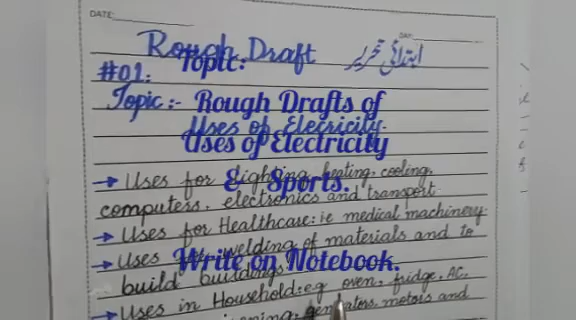 DATE:
DAY:
Rough Draft ابتدائی تحریر
Topic:
#01:
Topic:- Rough Drafts of
Uses of Elecricity.
Uses of Electricity
→ Uses for Lighting, heating, cooling,
& Sports.
computers, electronics and transport.
→ Uses for Healthcare: ie medical machinery
→ Uses welding of materials and to
Write on Notebook.
build buildings
→ Uses in Household: e.g oven, fridge, AC,
generators, motors and